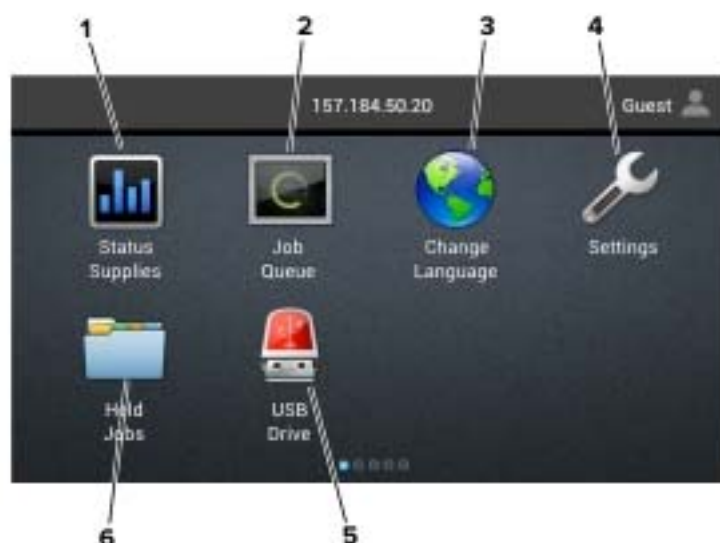 1 2 3 4
157.184.50.20 Guest
Status Job Change Settings
Supplies Queue Language
Held USB
Jobs Drive
6 5